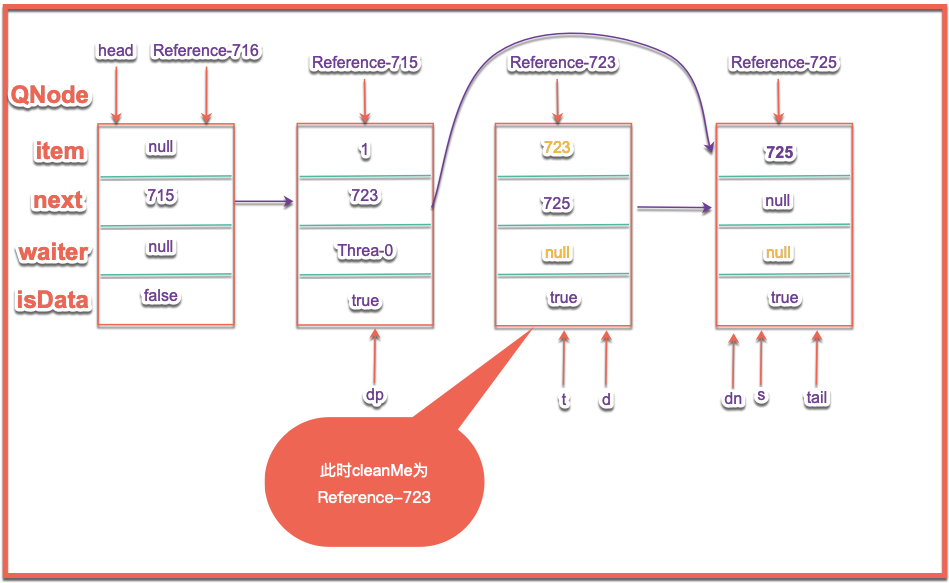 head Reference-716
Reference-715
Reference-723
Reference-725
QNode
item null 1 723 725
next 715 723 725 null
waiter null Threa-0 null null
isData false true true true
dp t d dn s tail
此时cleanMe为
Reference-723